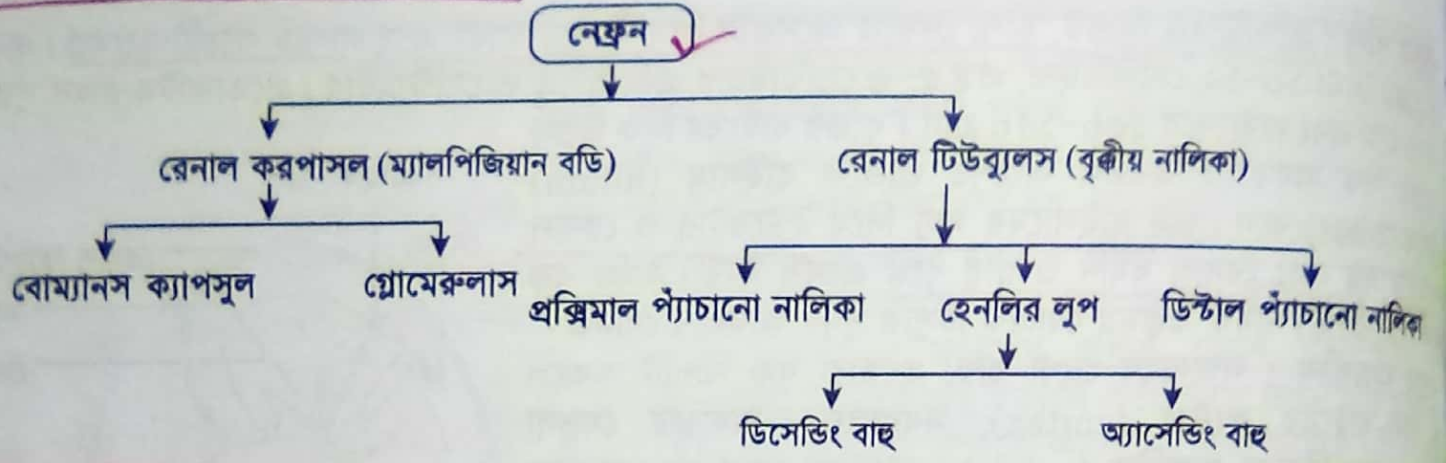 নেফ্রন
রেনাল করপাসল (ম্যালপিজিয়ান বডি) রেনাল টিউব্যুলস (বৃক্কীয় নালিকা)
বোম্যানস ক্যাপসুল গ্লোমেরুলাস
প্রক্সিমাল প্যাঁচানো নালিকা হেনলির লুপ ডিস্টাল প্যাঁচানো নালিকা
ডিসেন্ডিং বাহু অ্যাসেন্ডিং বাহু